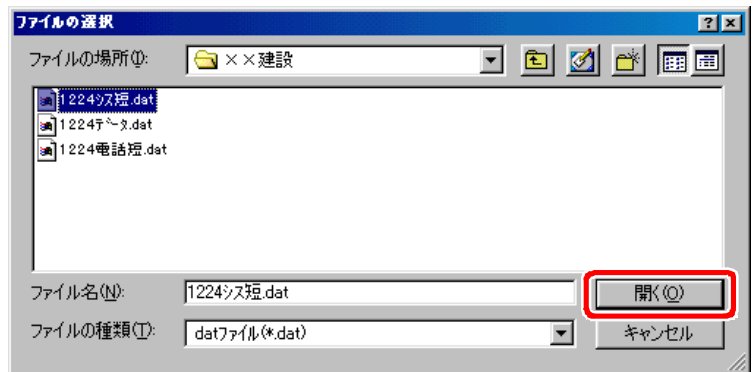 ファイルの選択
ファイルの場所(I):
××建設
1224ｼｽ短.dat
1224ﾃﾞｰﾀ.dat
1224電話短.dat
ファイル名(N):
1224ｼｽ短.dat
開く(O)
ファイルの種類(T):
datファイル(*.dat)
キャンセル